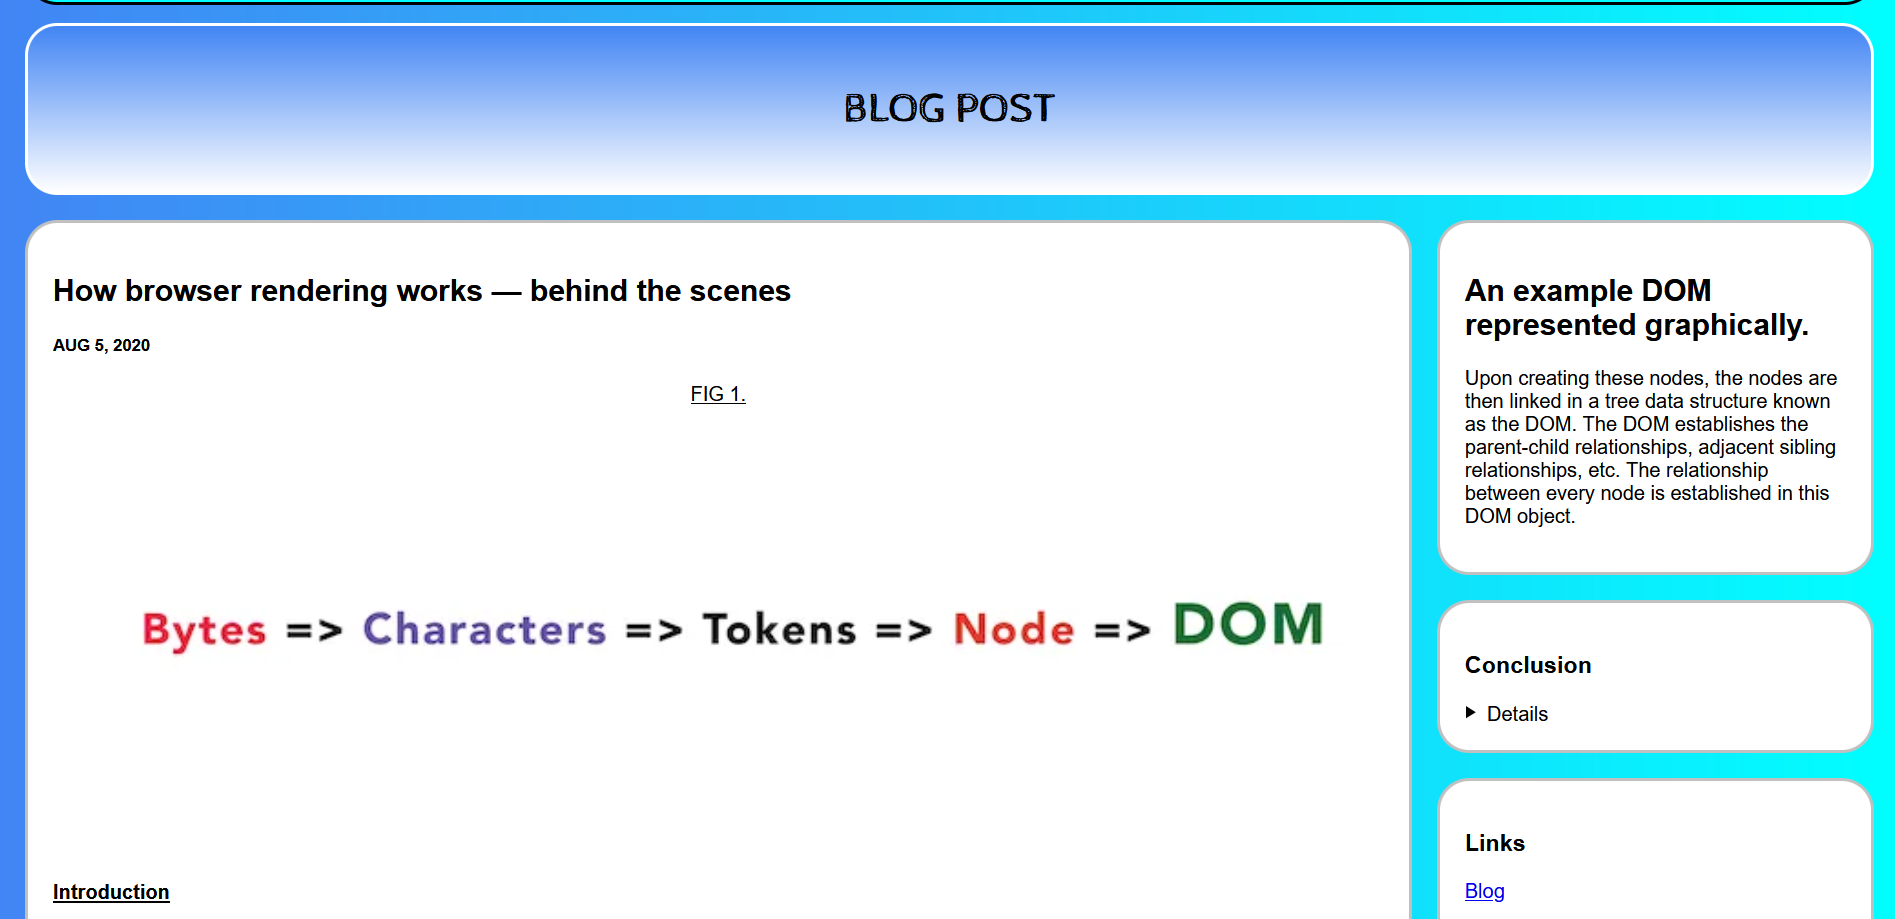 BLOG POST
How browser rendering works — behind the scenes
AUG 5, 2020
FIG 1.
Bytes => Characters => Tokens => Node => DOM
Introduction
An example DOM
represented graphically.
Upon creating these nodes, the nodes are
then linked in a tree data structure known
as the DOM. The DOM establishes the
parent-child relationships, adjacent sibling
relationships, etc. The relationship
between every node is established in this
DOM object.
Conclusion
Details
Links
Blog